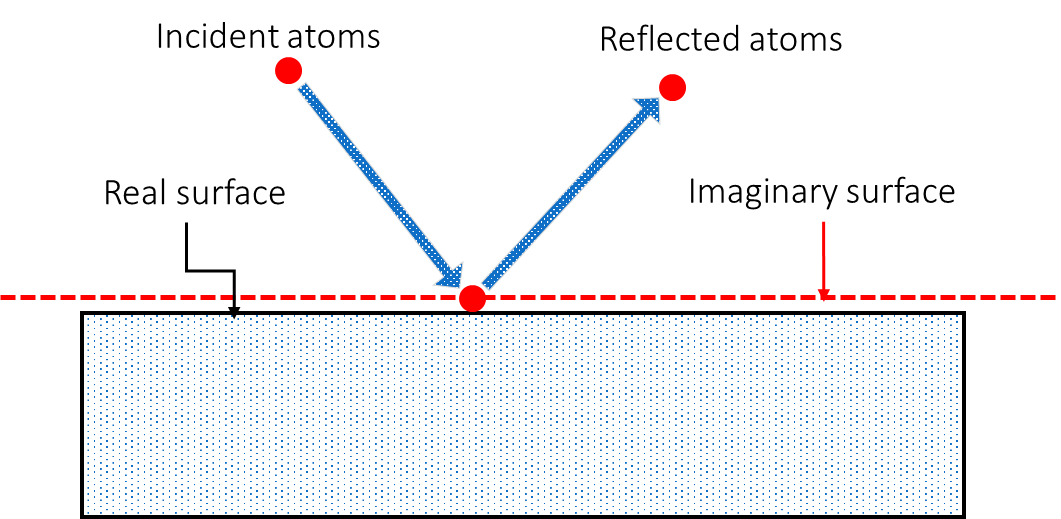 Incident atoms
Reflected atoms
Real surface
Imaginary surface